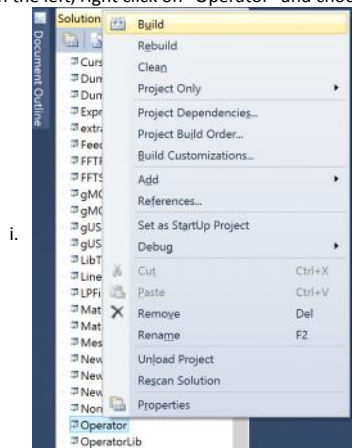 n the left, right click on "Operator" and choo
Document Outline
Solution
Build
Rebuild
Curs
Clean
Dum
Dum
Project Only
Expr
Project Dependencies...
extra
Project Build Order...
Feed
FFTF
Build Customizations...
FFTS
Add
gMO
References...
gMO
gUS
Set as StartUp Project
i.
gUS
Debug
LibT
Line
Cut Ctrl+X
LPFi
Paste Ctrl+V
Mat
Remove Del
Mat
Mes
Rename F2
New
New
Unload Project
New
Rescan Solution
Non
Properties
Operator
OperatorLib